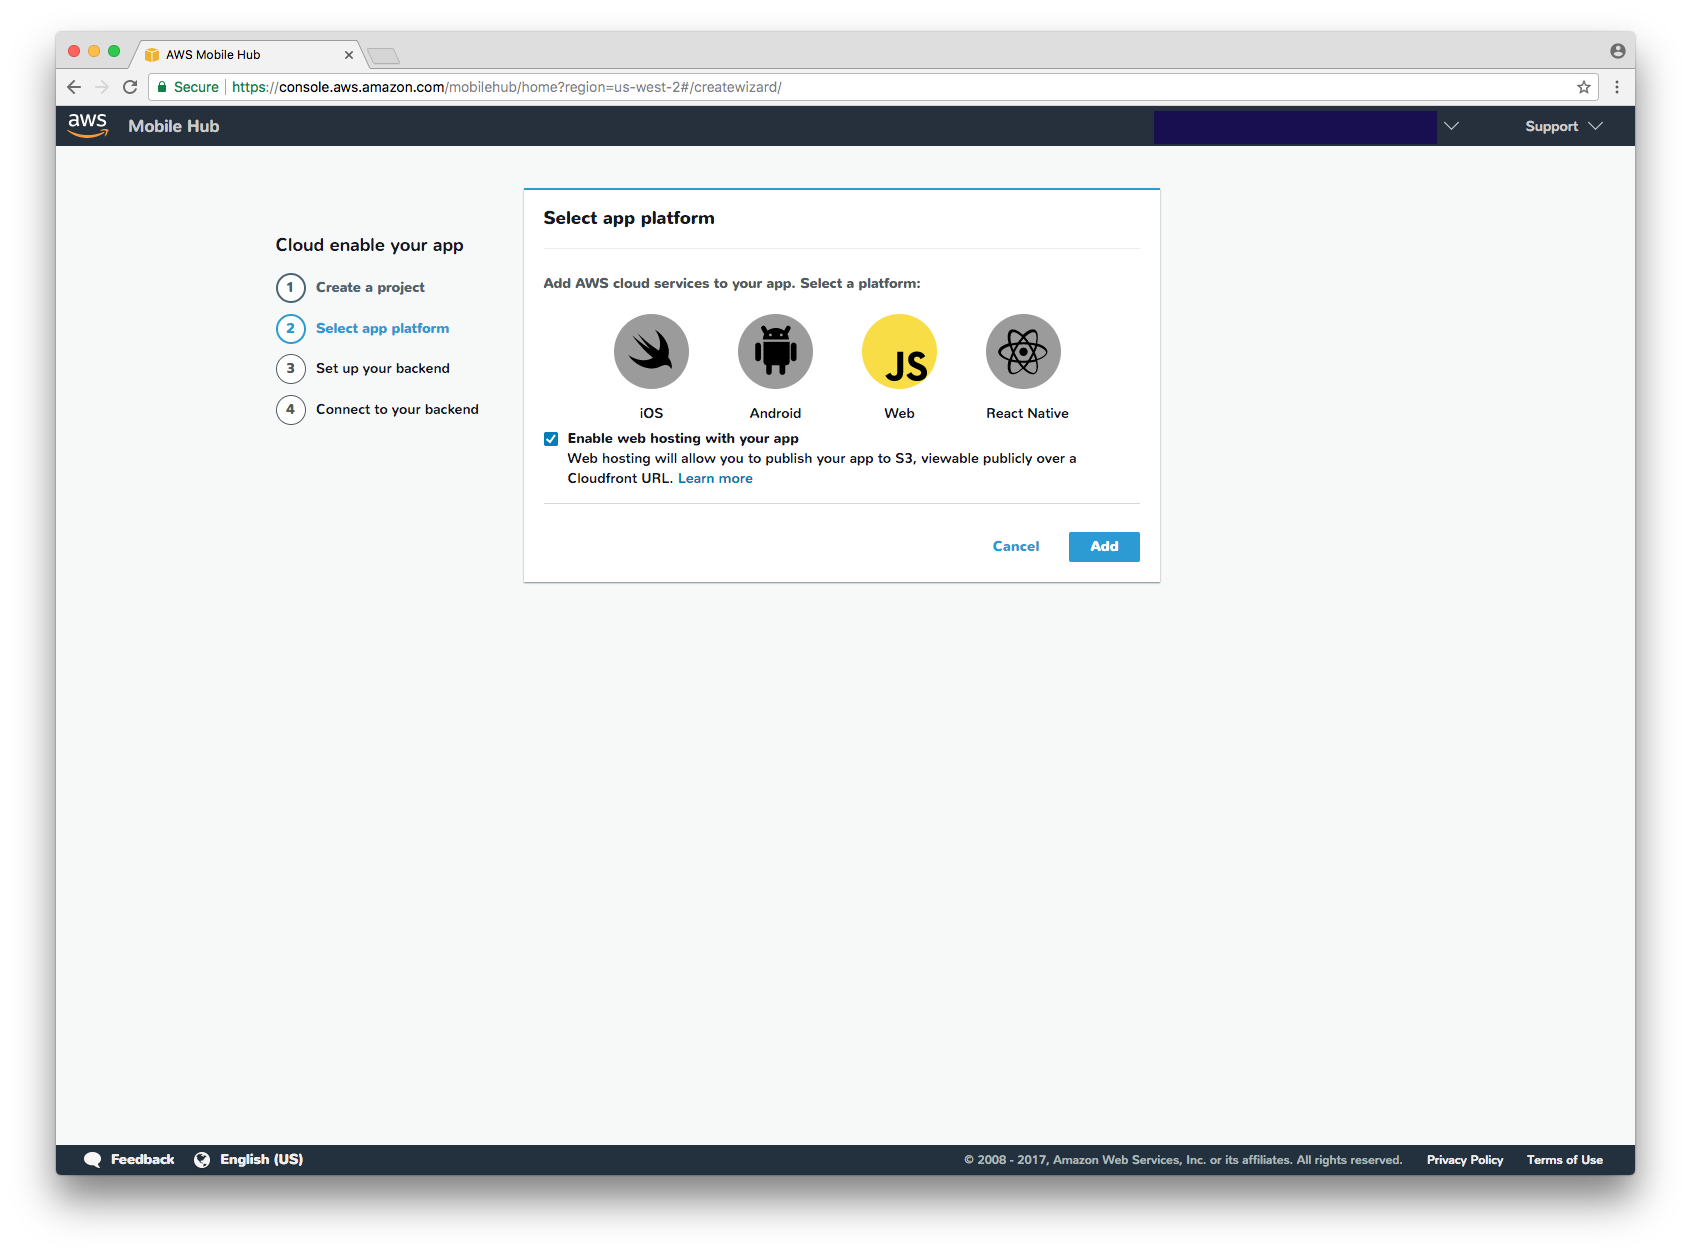 AWS Mobile Hub
Secure https://console.aws.amazon.com/mobilehub/home?region=us-west-2#/createwizard/
aws Mobile Hub Support
Select app platform
Cloud enable your app
1 Create a project
2 Select app platform
3 Set up your backend
4 Connect to your backend
Add AWS cloud services to your app. Select a platform:
JS
iOS Android Web React Native
Enable web hosting with your app
Web hosting will allow you to publish your app to S3, viewable publicly over a
Cloudfront URL. Learn more
Cancel Add
Feedback English (US) © 2008 - 2017, Amazon Web Services, Inc. or its affiliates. All rights reserved. Privacy Policy Terms of Use